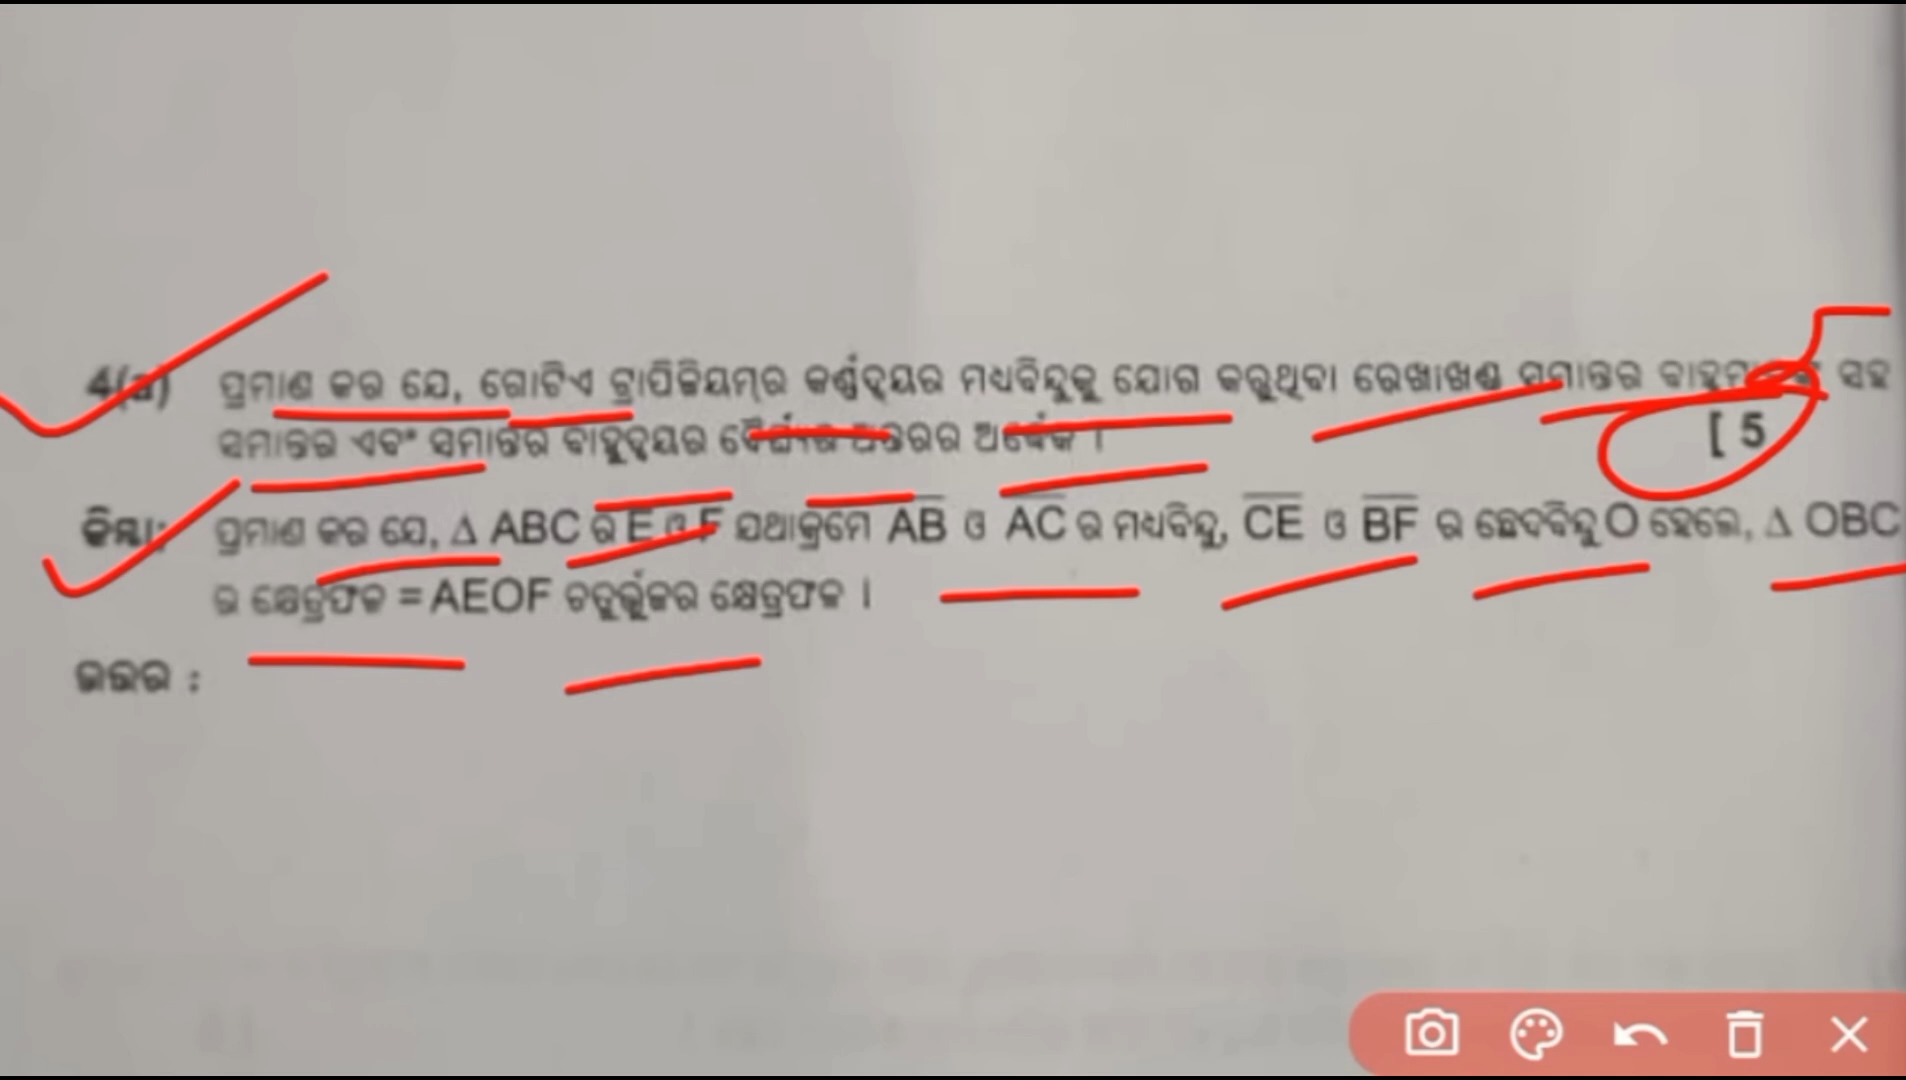 4(a) ପ୍ରମାଣ କର ଯେ, ଗୋଟିଏ ଟ୍ରାପିଜିୟମ୍‌ର କର୍ଣ୍ଣଦ୍ୱୟର ମଧ୍ୟବିନ୍ଦୁକୁ ଯୋଗ କରୁଥିବା ରେଖାଖଣ୍ଡ ସମାନ୍ତର ସହ
ସମାନ୍ତର ଏବଂ ସମାନ୍ତର ବାହୁଦ୍ୱୟର ଦୈର୍ଘ୍ୟର ଅନ୍ତରର ଅର୍ଦ୍ଧେକ ।
[ 5
କିମ୍ବା: ପ୍ରମାଣ କର ଯେ, Δ ABC ର E ଓ F ଯଥାକ୍ରମେ AB ଓ AC ର ମଧ୍ୟବିନ୍ଦୁ, CE ଓ BF ର ଛେଦବିନ୍ଦୁ O ହେଲେ, Δ OBC
ର କ୍ଷେତ୍ରଫଳ = AEOF ଚତୁର୍ଭୁଜର କ୍ଷେତ୍ରଫଳ ।
ଉତ୍ତର :